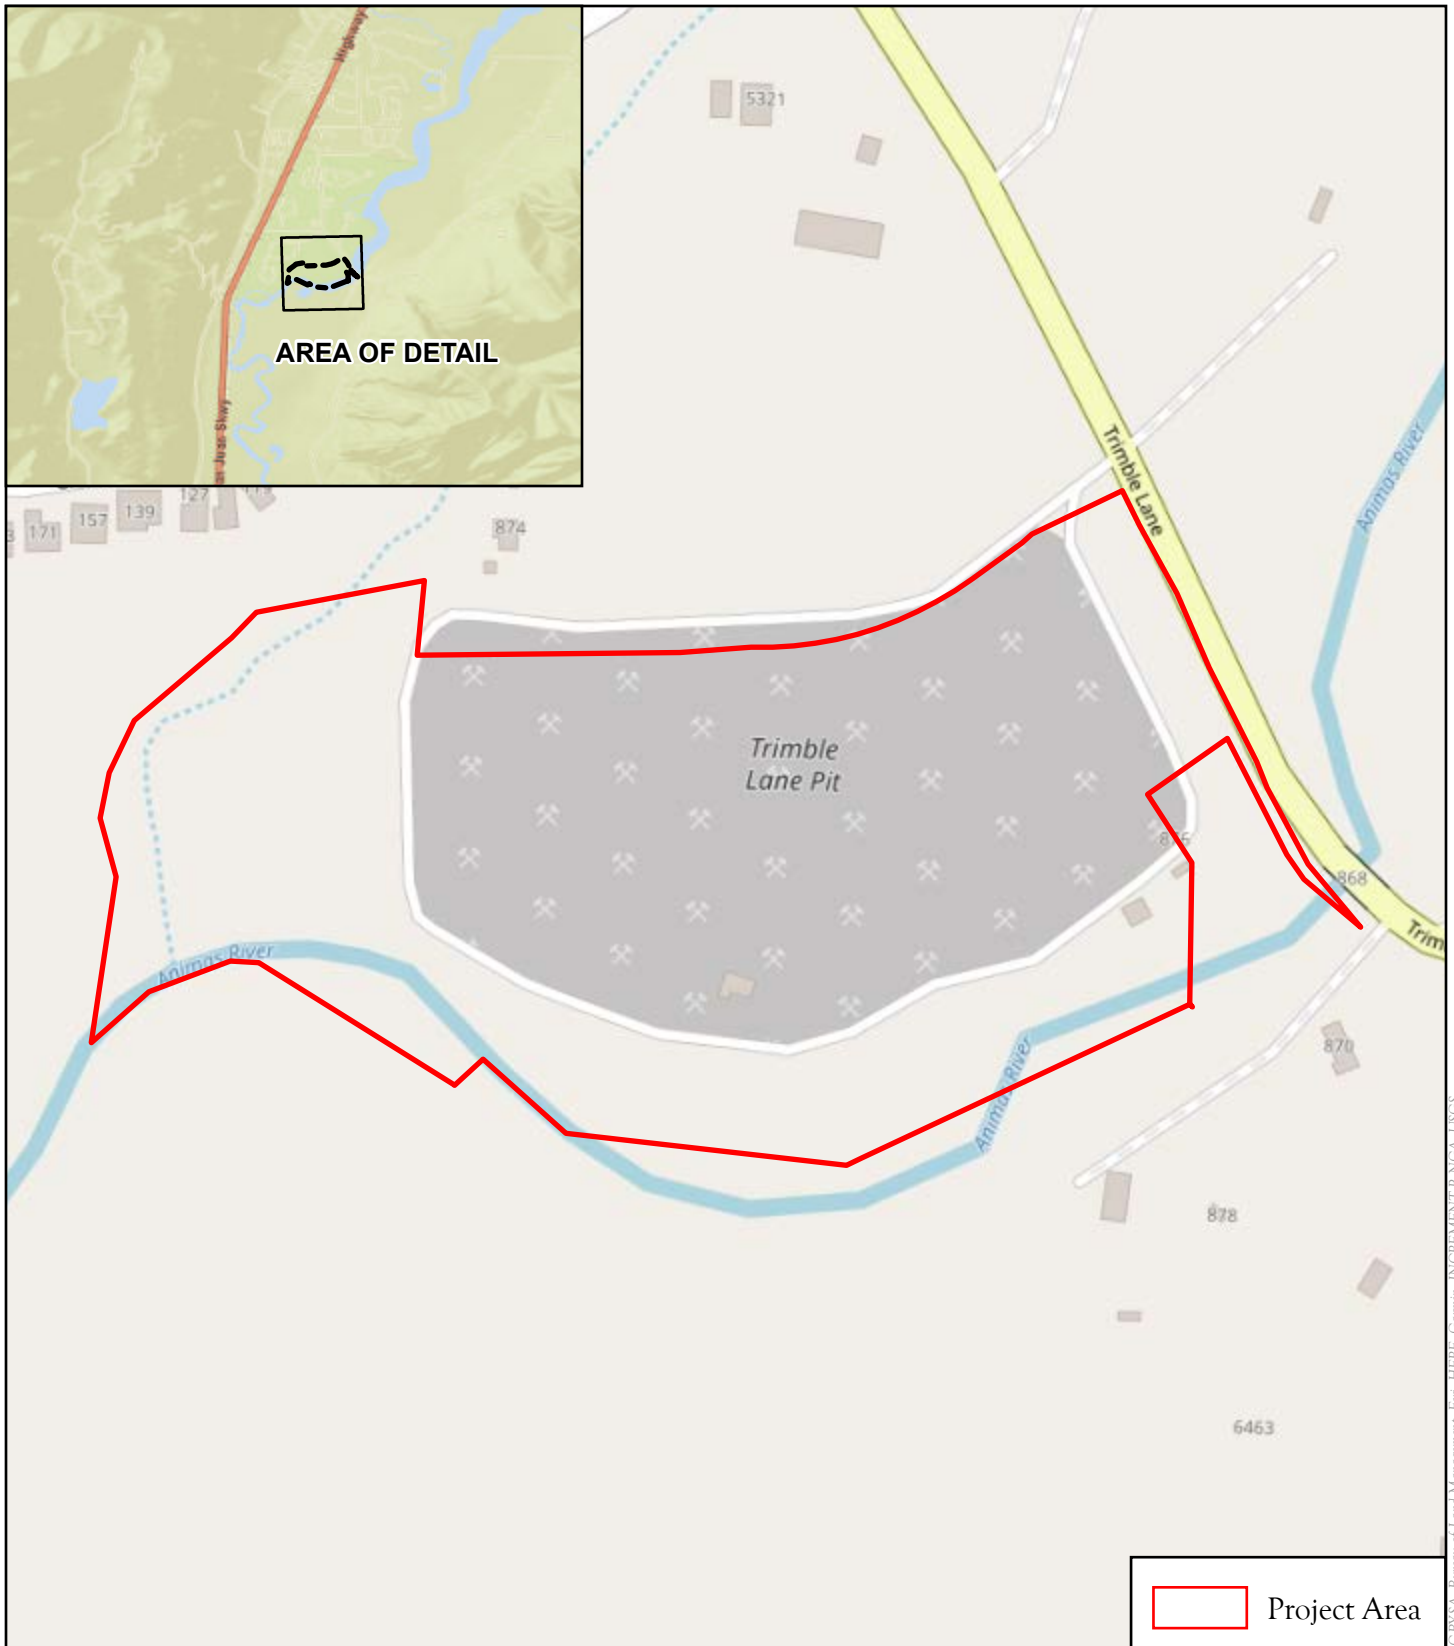 Highway
AREA OF DETAIL
Juan Skwy
5321
171
157
139
127
874
Trimble Lane
Animas River
Trimble
Lane Pit
876
868
Animas River
Trim
Animas River
870
878
6463
Project Area